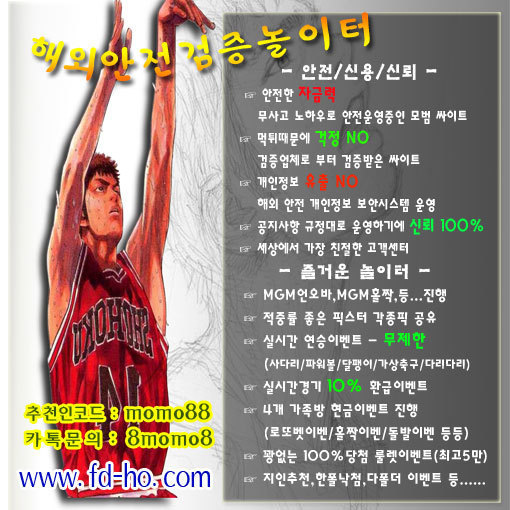 해외안전검증놀이터
- 안전/신용/신뢰 -
☞ 안전한 자금력
무사고 노하우로 안전운영중인 모범 싸이트
☞ 먹튀때문에 걱정 NO
검증업체로 부터 검증받은 싸이트
☞ 개인정보 유출 NO
해외 안전 개인정보 보안시스템 운영
☞ 공지사항 규정대로 운영하기에 신뢰 100%
☞ 세상에서 가장 친절한 고객센터
- 즐거운 놀이터 -
☞ MGM언오바,MGM홀짝,등...진행
☞ 적중률 좋은 픽스터 각종픽 공유
☞ 실시간 연승이벤트 - 무제한
(사다리/파워볼/달팽이/가상축구/다리다리)
☞ 실시간경기 10% 환급이벤트
☞ 4개 가족방 현금이벤트 진행
(로또벳이벤/홀짝이벤/돌발이벤 등등)
☞ 꽝없는 100%당첨 룰렛이벤트(최고5만)
☞ 지인추천,한폴낙첨,다폴더 이벤트 등......
SHOHOKU
14
추천인코드 : momo88
카톡문의 : 8momo8
www.fd-ho.com